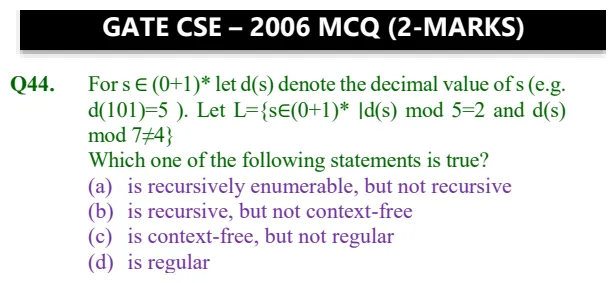 GATE CSE – 2006 MCQ (2-MARKS)
Q44. For s ∈ (0+1)* let d(s) denote the decimal value of s (e.g.
d(101)=5 ). Let L={s∈(0+1)* |d(s) mod 5=2 and d(s)
mod 7≠4}
Which one of the following statements is true?
(a) is recursively enumerable, but not recursive
(b) is recursive, but not context-free
(c) is context-free, but not regular
(d) is regular